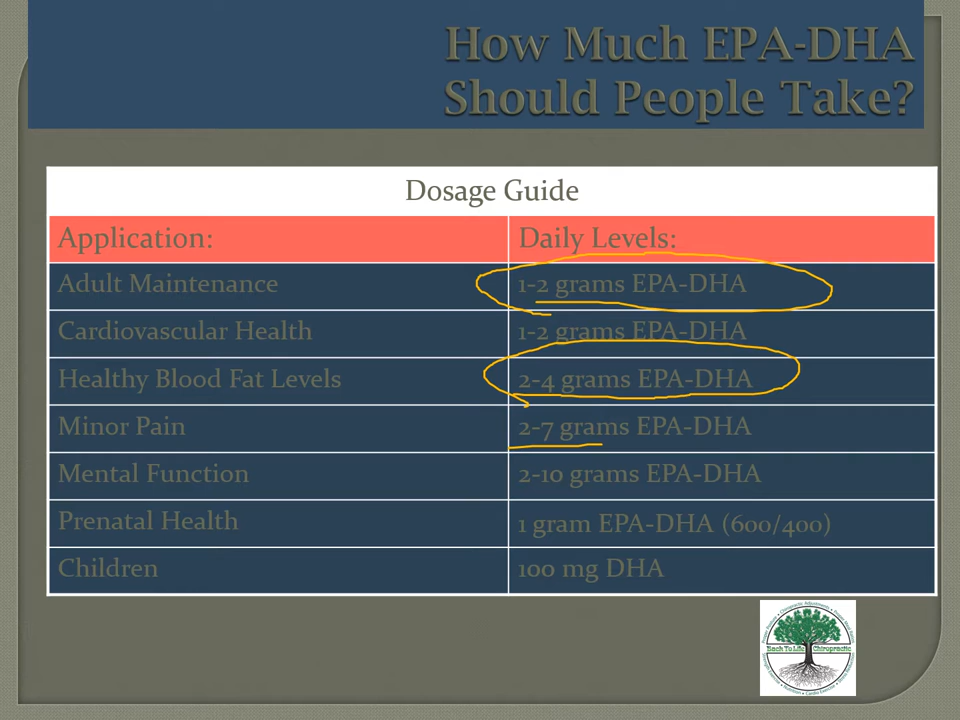 How Much EPA-DHA
Should People Take?
Dosage Guide
Application: Daily Levels:
Adult Maintenance 1-2 grams EPA-DHA
Cardiovascular Health 1-2 grams EPA-DHA
Healthy Blood Fat Levels 2-4 grams EPA-DHA
Minor Pain 2-7 grams EPA-DHA
Mental Function 2-10 grams EPA-DHA
Prenatal Health 1 gram EPA-DHA (600/400)
Children 100 mg DHA
Back To Life Chiropractic